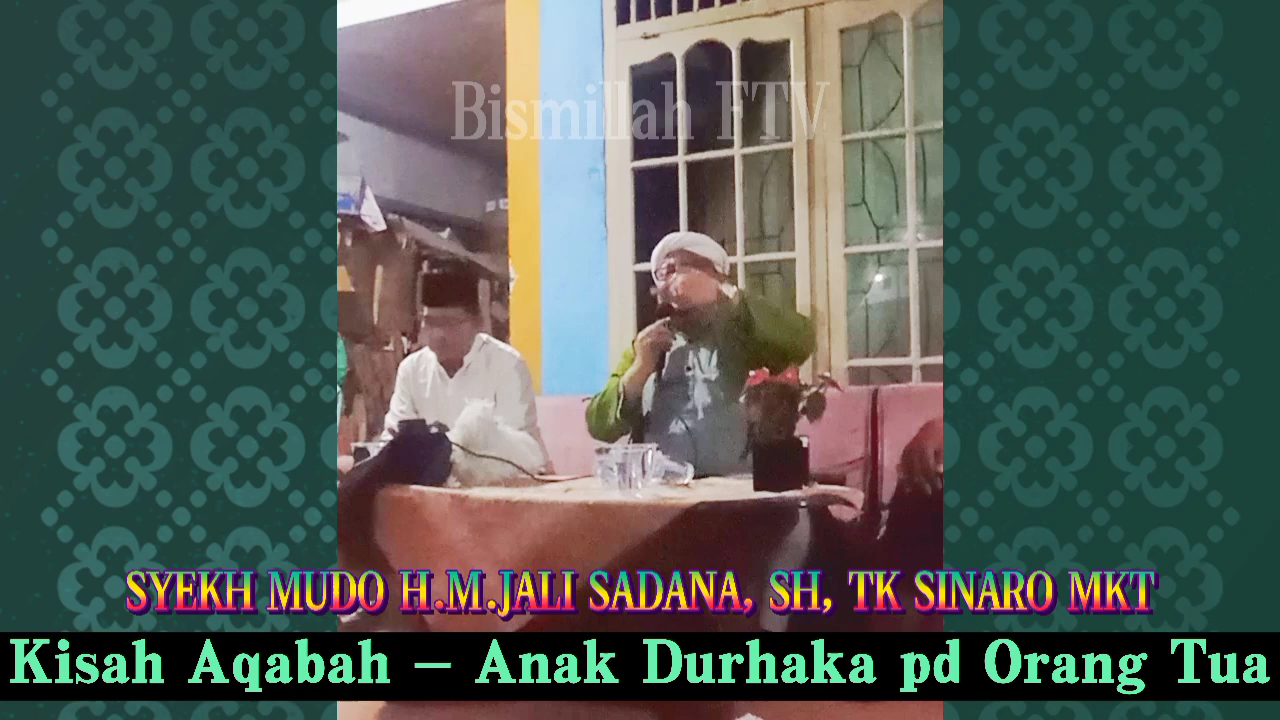 Bismillah FTV
SYEKH MUDO H.M.JALI SADANA, SH, TK SINARO MKT
Kisah Aqabah – Anak Durhaka pd Orang Tua